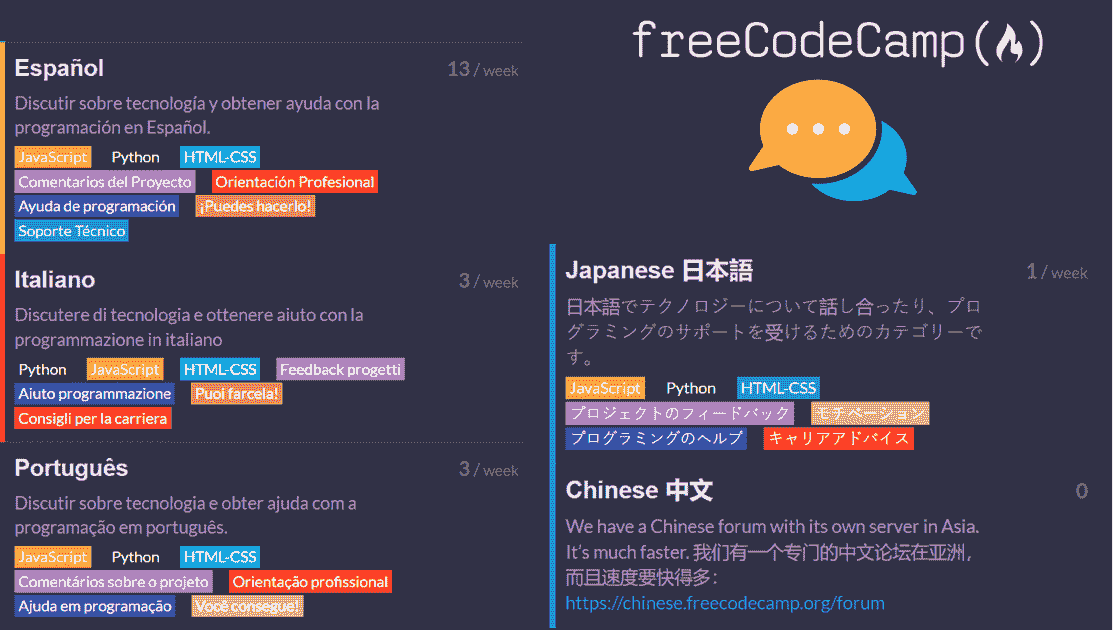 Español
13 / week
Discutir sobre tecnología y obtener ayuda con la
programación en Español.
JavaScript Python HTML-CSS
Comentarios del Proyecto Orientación Profesional
Ayuda de programación ¡Puedes hacerlo!
Soporte Técnico
Italiano
3 / week
Discutere di tecnologia e ottenere aiuto con la
programmazione in italiano
Python JavaScript HTML-CSS Feedback progetti
Aiuto programmazione Puoi farcela!
Consigli per la carriera
Português
3 / week
Discutir sobre tecnologia e obter ajuda com a
programação em português.
JavaScript Python HTML-CSS
Comentários sobre o projeto Orientação profissional
Ajuda em programação Você consegue!
freeCodeCamp
Japanese 日本語
1 / week
日本語でテクノロジーについて話し合ったり、プロ
グラミングのサポートを受けるためのカテゴリーで
す。
JavaScript Python HTML-CSS
プロジェクトのフィードバック モチベーション
プログラミングのヘルプ キャリアアドバイス
Chinese 中文
0
We have a Chinese forum with its own server in Asia.
It's much faster. 我们有一个专门的中文论坛在亚洲，
而且速度要快得多：
https://chinese.freecodecamp.org/forum